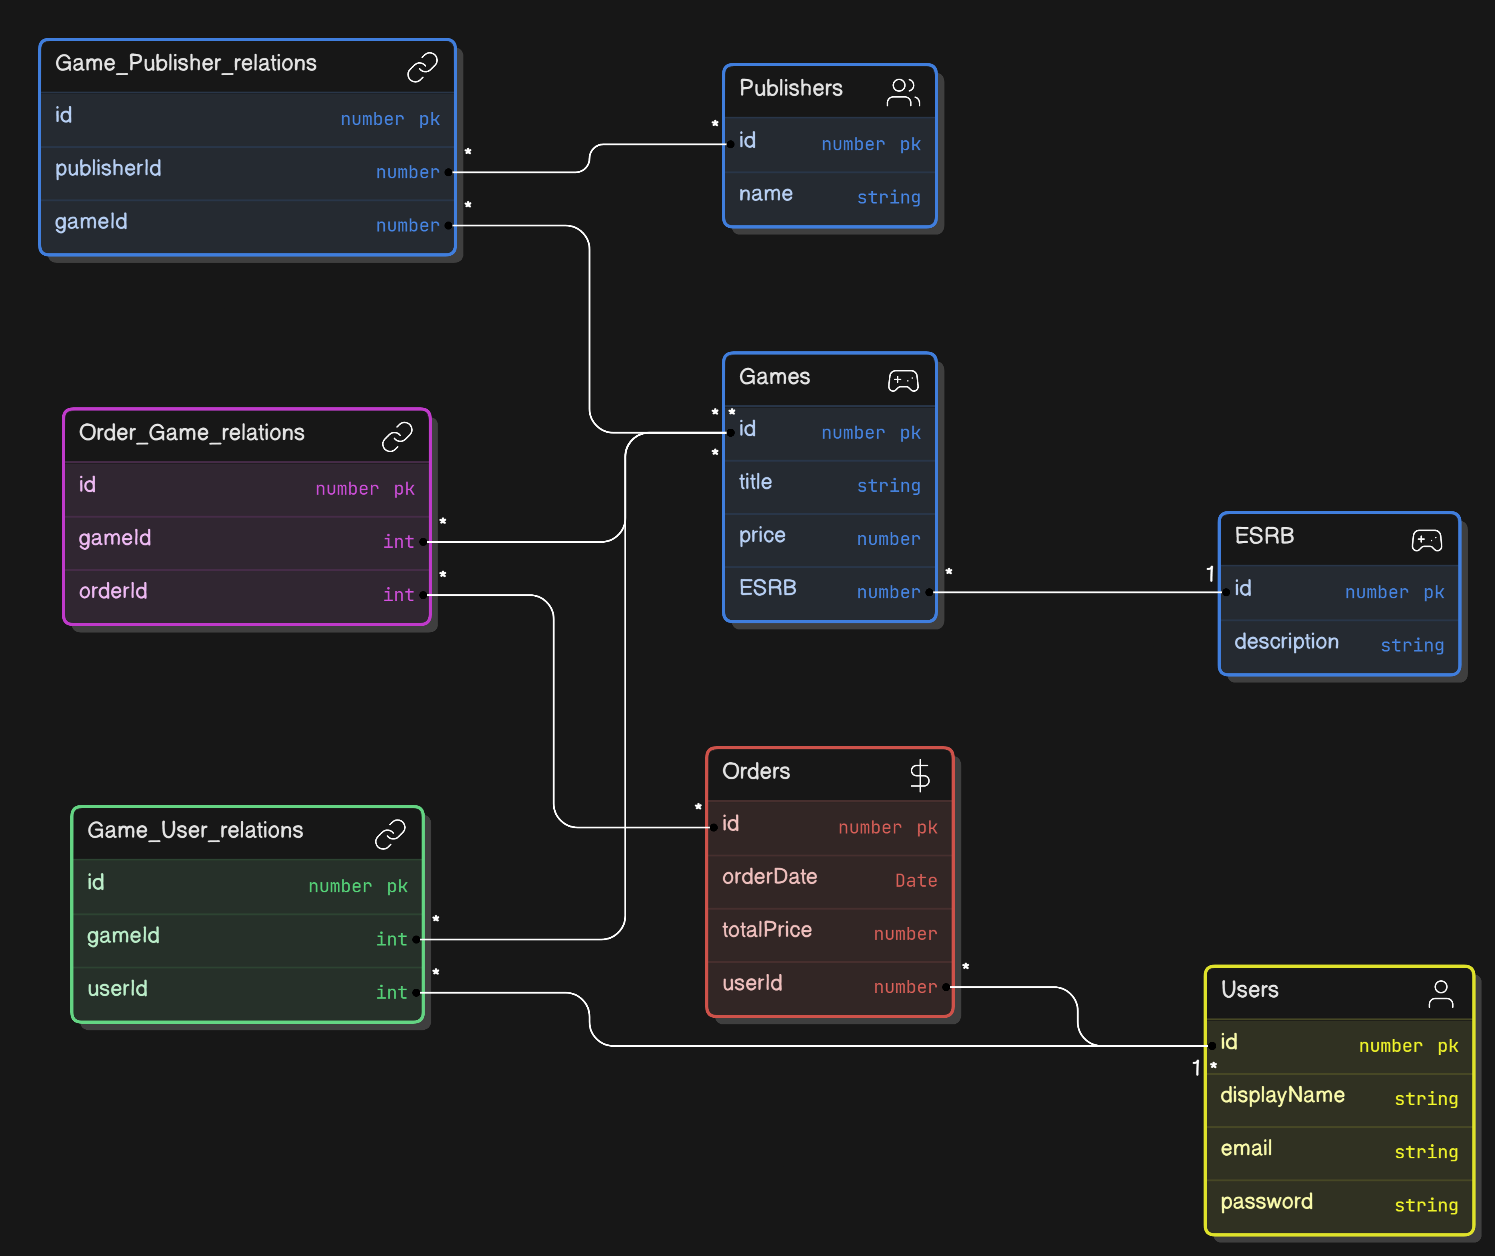 Game_Publisher_relations
id number pk
*
publisherId number
*
gameId number
Publishers
*
id number pk
name string
Games
* *
id number pk
*
title string
price number
*
ESRB number
Order_Game_relations
id number pk
*
gameId int
*
orderId int
ESRB
1
id number pk
description string
Orders
*
id number pk
orderDate Date
totalPrice number
*
userId number
Game_User_relations
id number pk
*
gameId int
*
userId int
Users
id number pk
1 *
displayName string
email string
password string